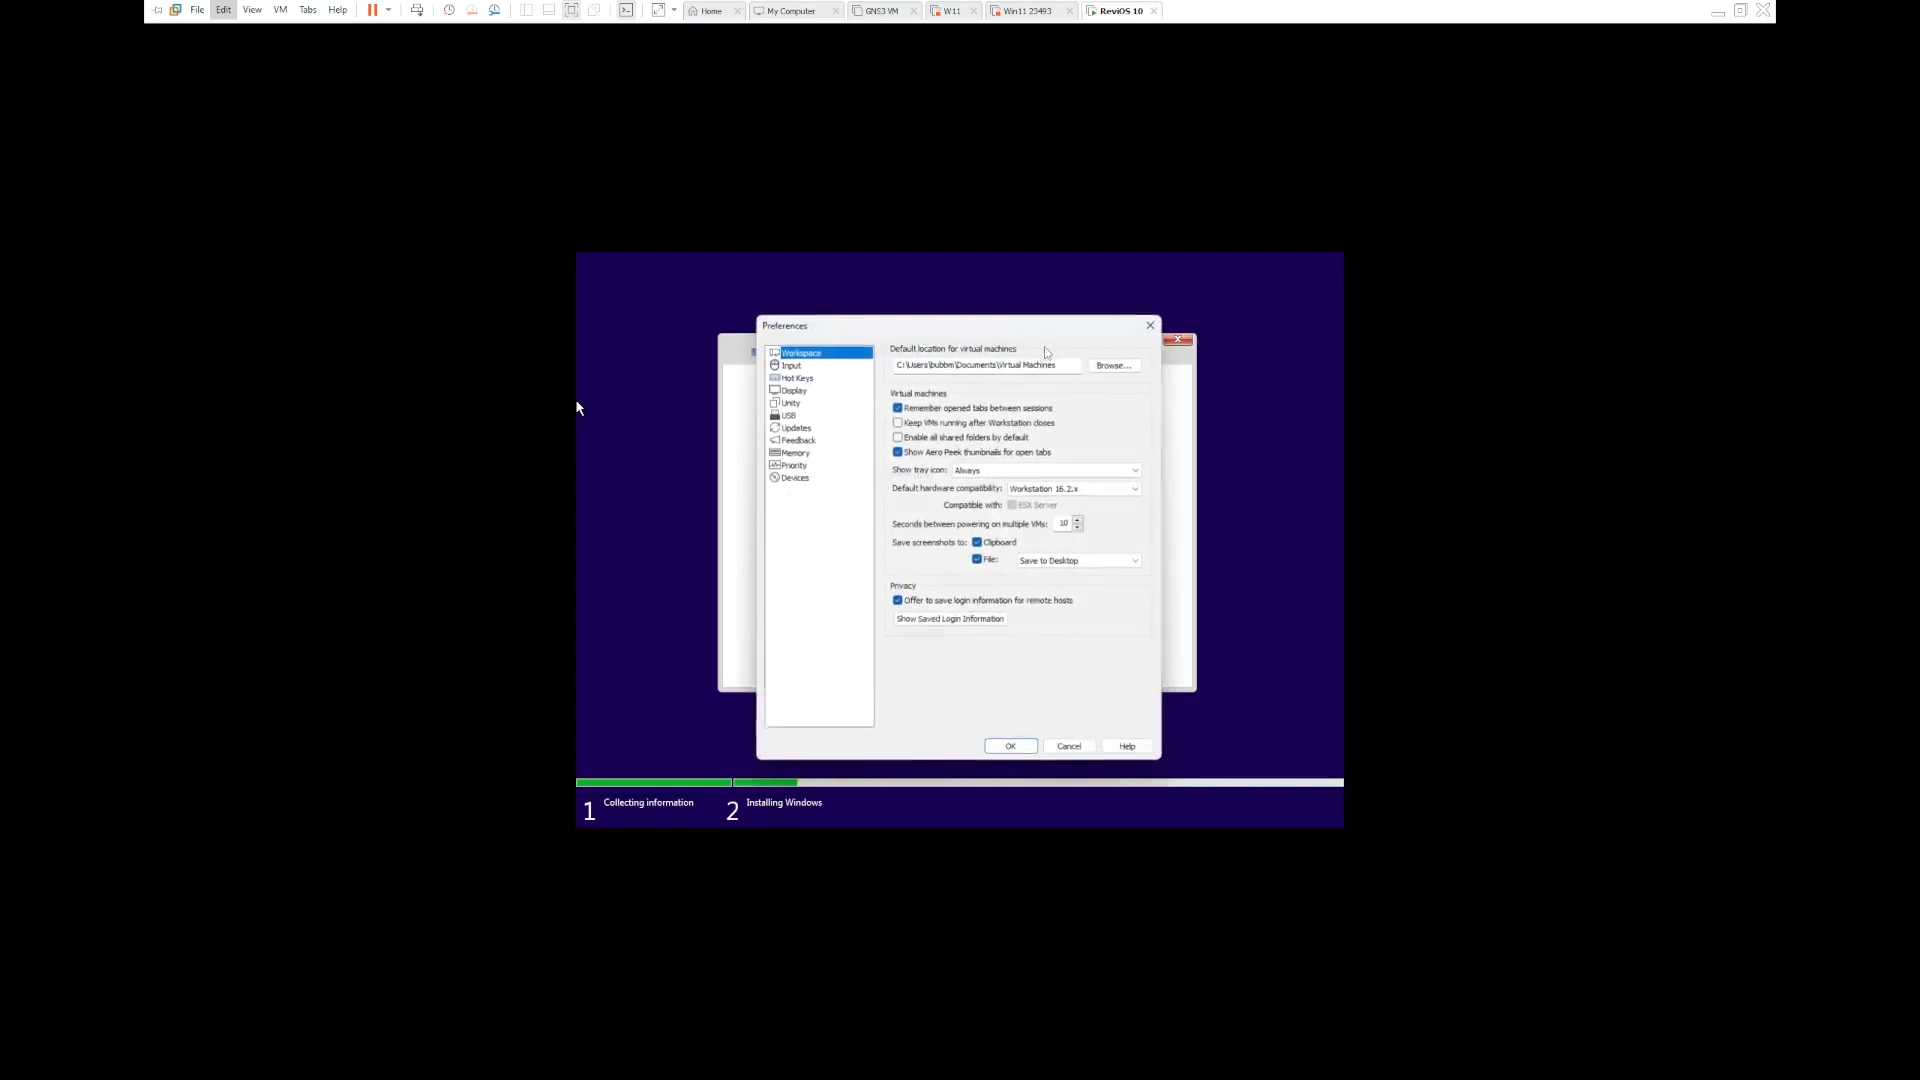 File Edit View VM Tabs Help Home My Computer GNS3 VM W11 Win11 23493 ReviOS 10
Preferences
Workspace
Input
Hot Keys
Display
Unity
USB
Updates
Feedback
Memory
Priority
Devices
Default location for virtual machines
C:\Users\bubbm\Documents\Virtual Machines Browse...
Virtual machines
Remember opened tabs between sessions
Keep VMs running after Workstation closes
Enable all shared folders by default
Show Aero Peek thumbnails for open tabs
Show tray icon: Always
Default hardware compatibility: Workstation 16.2.x
Compatible with: ESX Server
Seconds between powering on multiple VMs: 10
Save screenshots to: Clipboard
File: Save to Desktop
Privacy
Offer to save login information for remote hosts
Show Saved Login Information
OK Cancel Help
1 Collecting information 2 Installing Windows